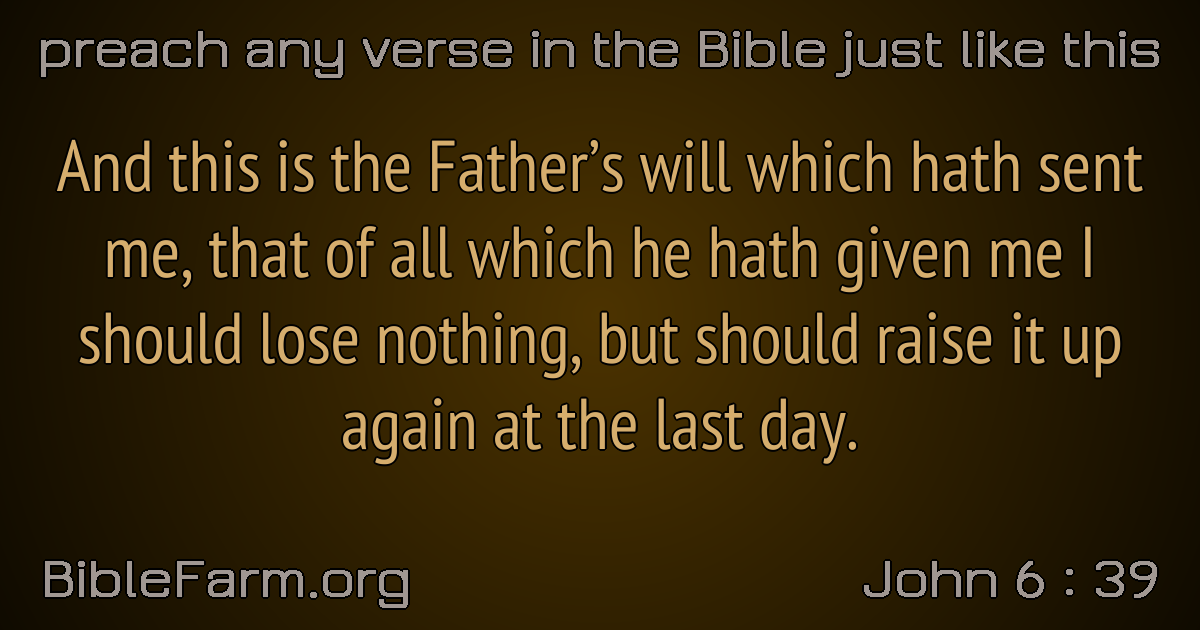 preach any verse in the Bible just like this
And this is the Father’s will which hath sent
me, that of all which he hath given me I
should lose nothing, but should raise it up
again at the last day.
BibleFarm.org
John 6 : 39